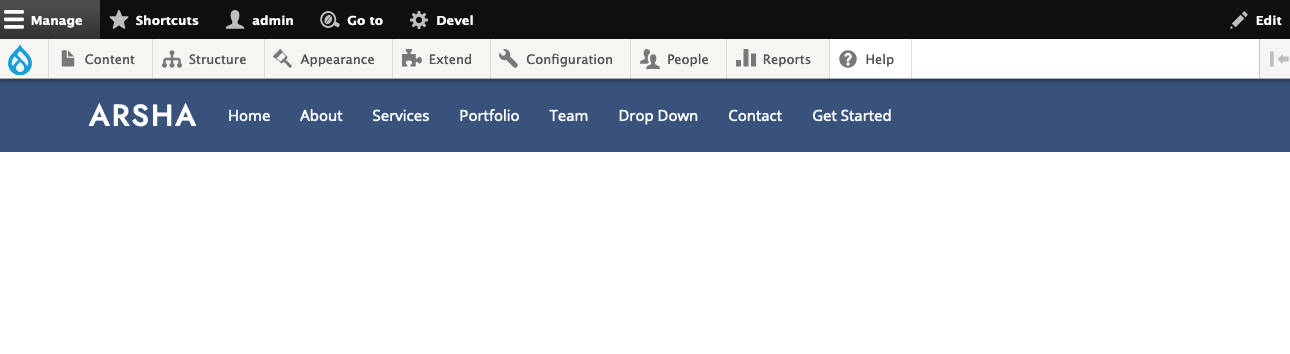 Manage Shortcuts admin Go to Devel Edit
Content Structure Appearance Extend Configuration People Reports Help
ARSHA Home About Services Portfolio Team Drop Down Contact Get Started